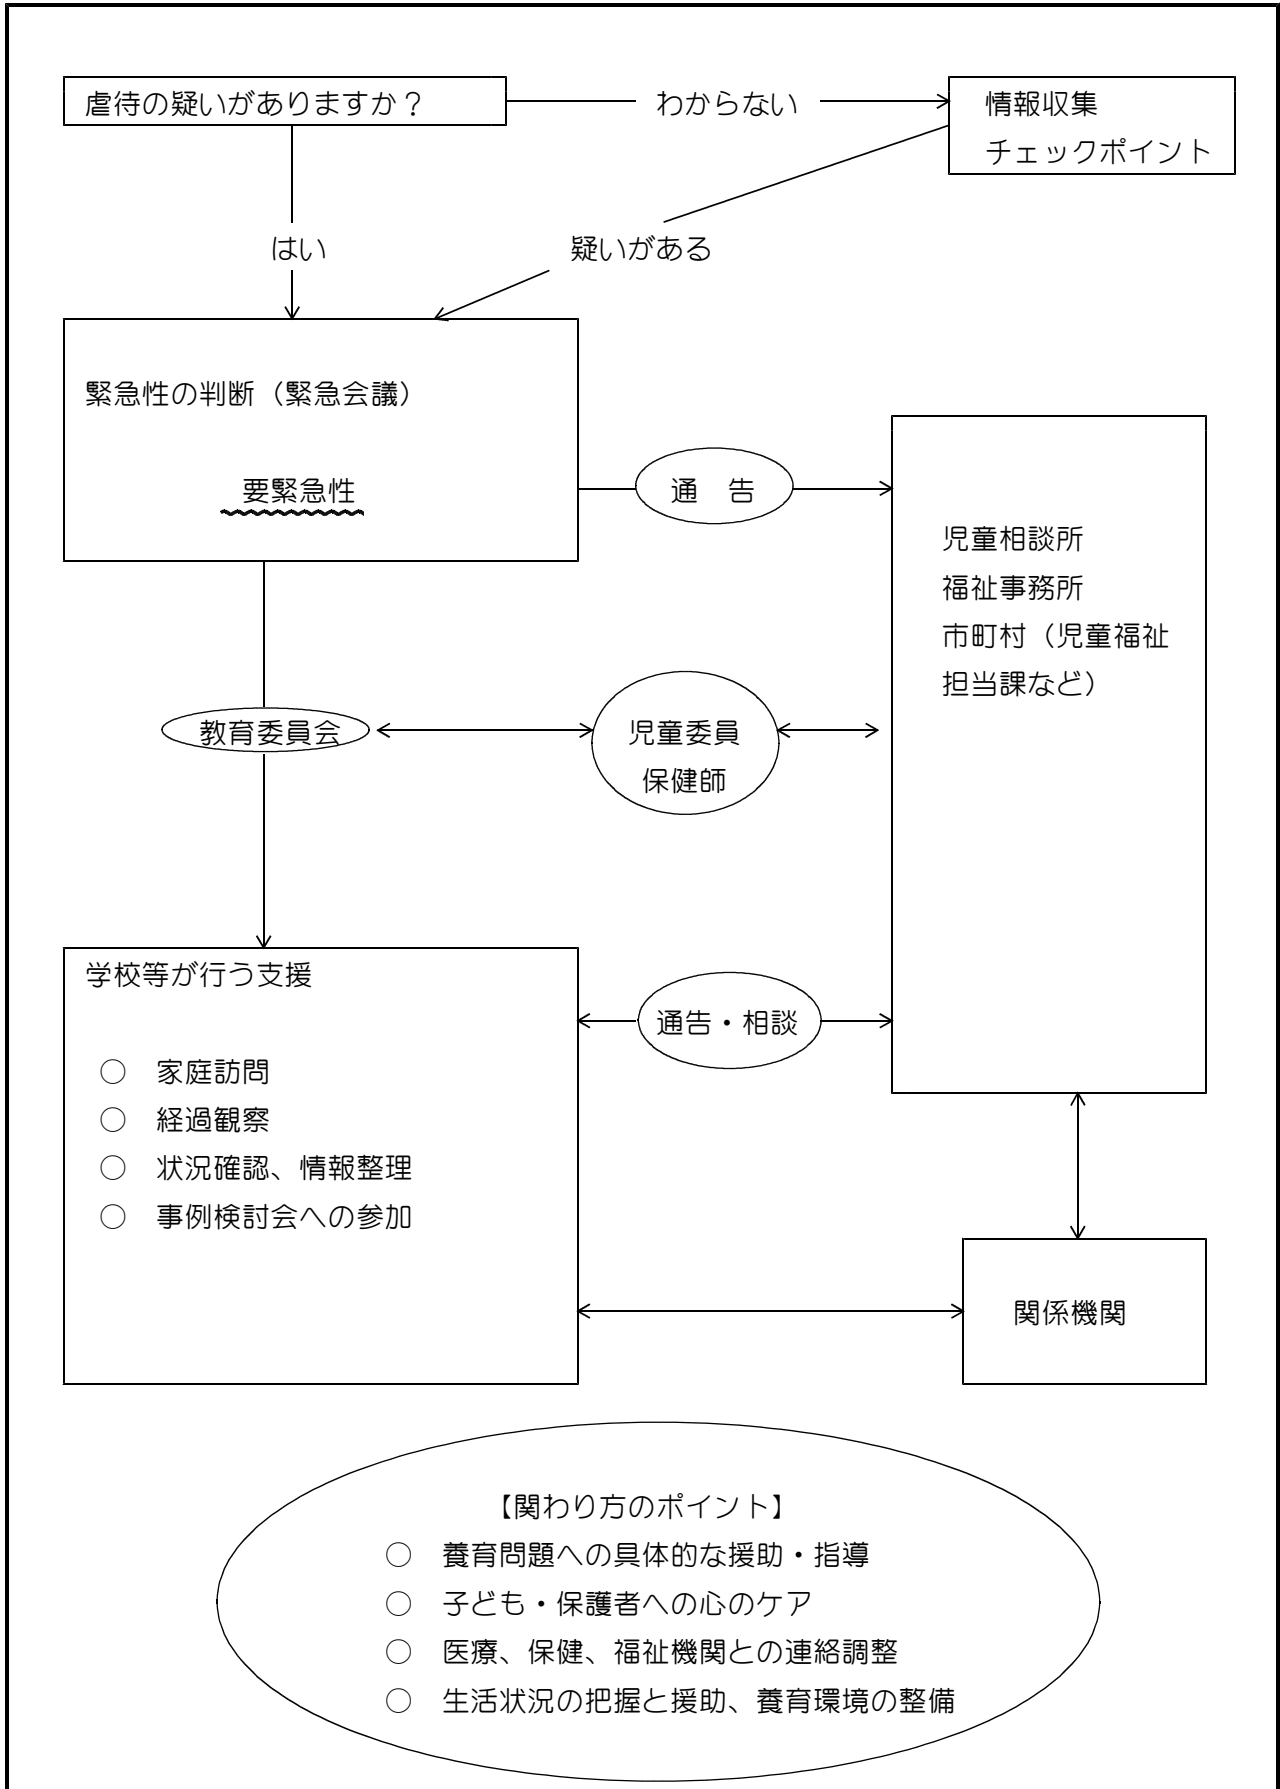 虐待の疑いがありますか？
わからない
情報収集
チェックポイント
はい
疑いがある
緊急性の判断（緊急会議）
要緊急性
通　告
児童相談所
福祉事務所
市町村（児童福祉
担当課など）
教育委員会
児童委員
保健師
学校等が行う支援
通告・相談
○　家庭訪問
○　経過観察
○　状況確認、情報整理
○　事例検討会への参加
関係機関
【関わり方のポイント】
○　養育問題への具体的な援助・指導
○　子ども・保護者への心のケア
○　医療、保健、福祉機関との連絡調整
○　生活状況の把握と援助、養育環境の整備